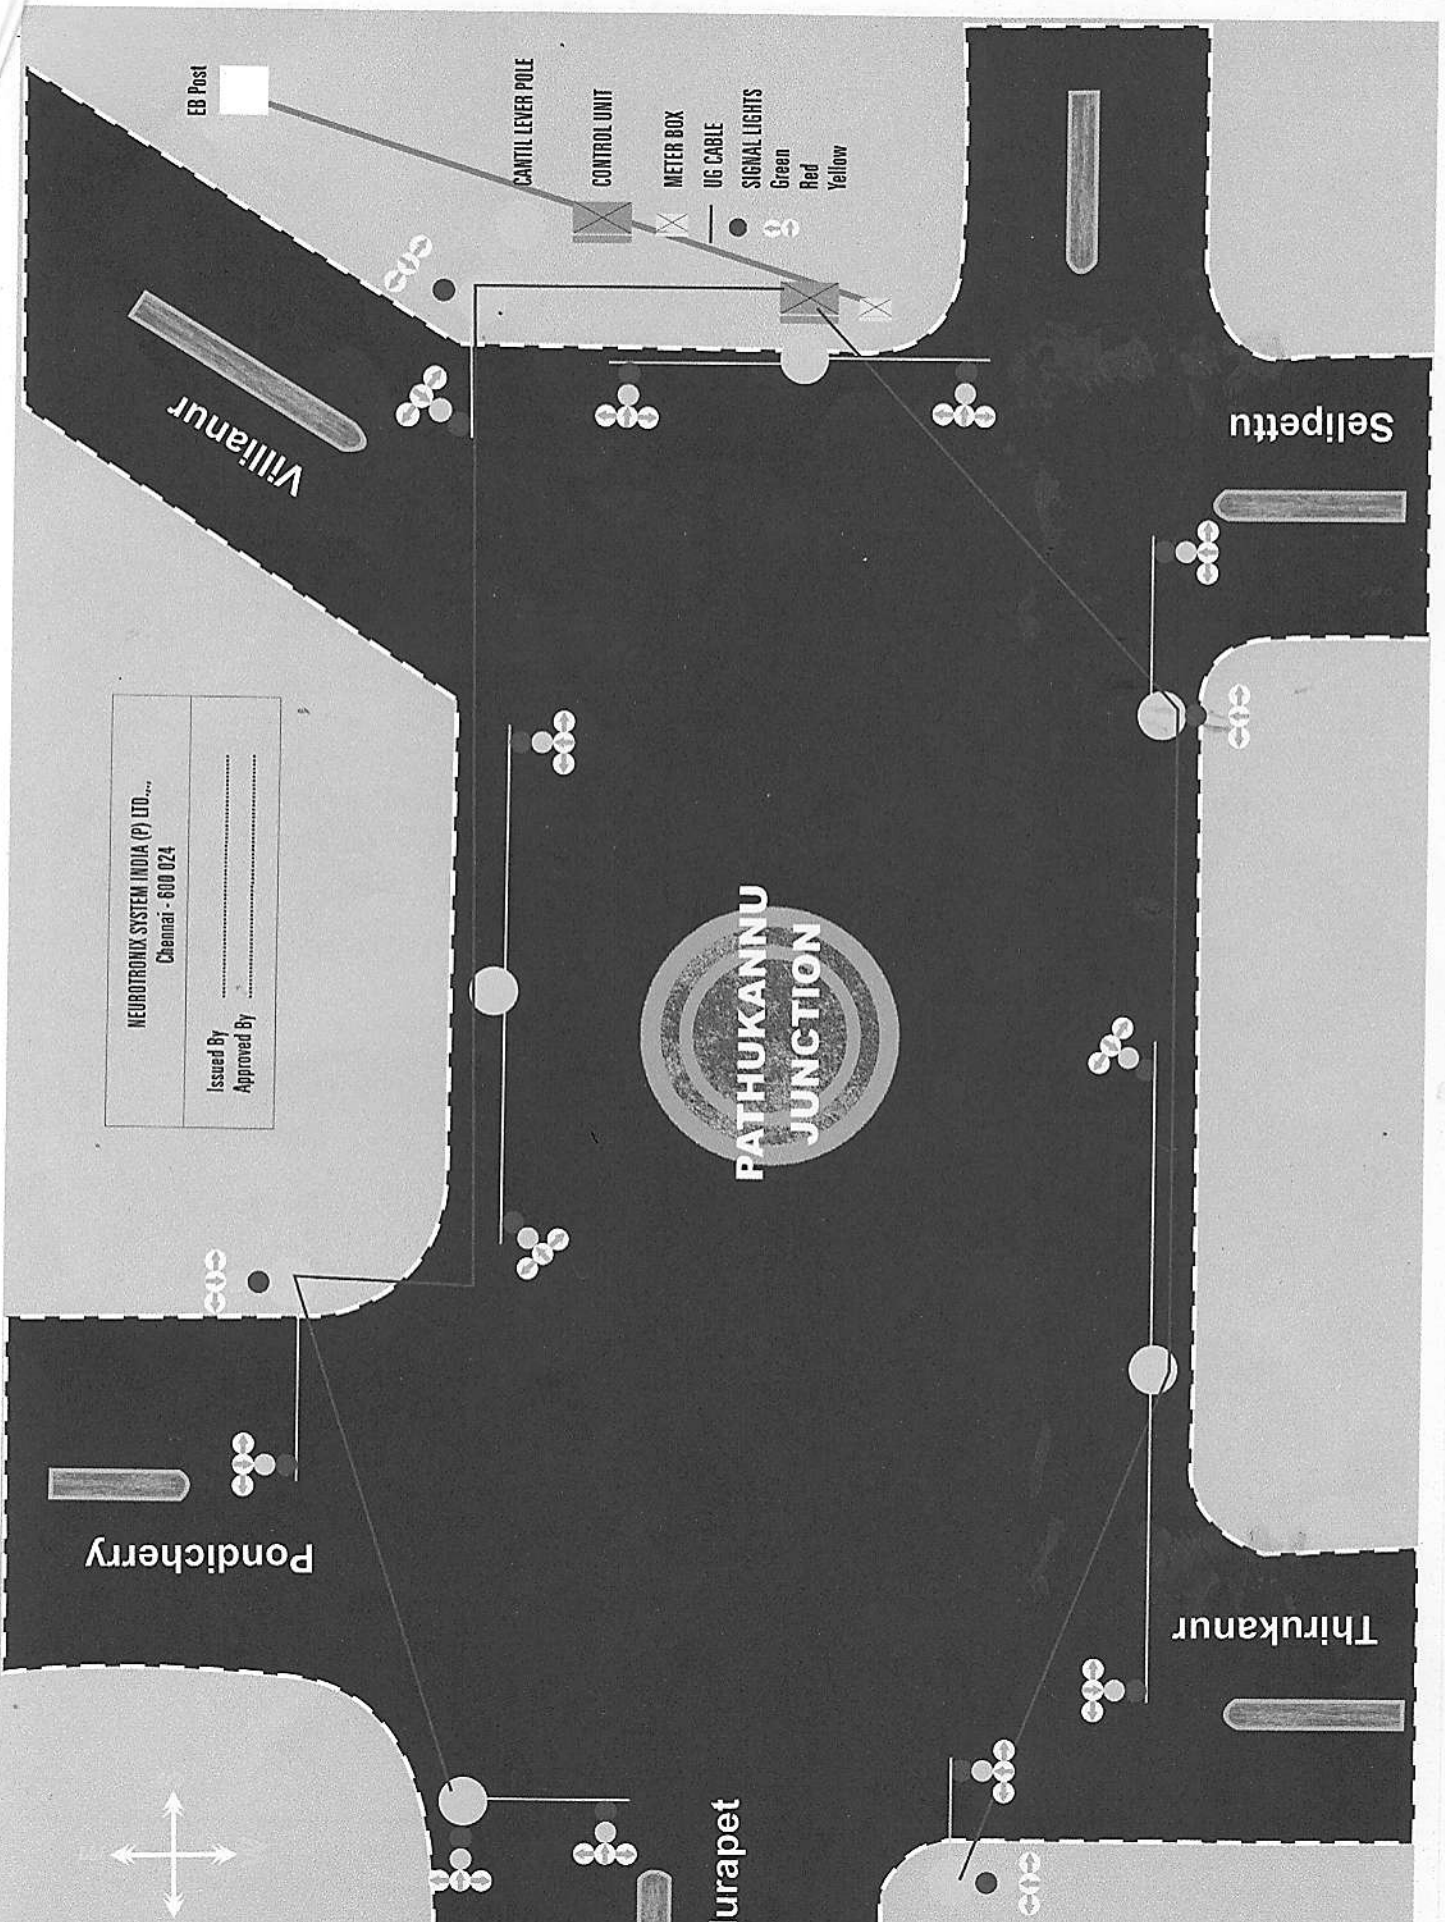 EB Post
CANTIL LEVER POLE
CONTROL UNIT
METER BOX
UG CABLE
SIGNAL LIGHTS
Green
Red
Yellow
Villianur
Selipettu
NEUROTRONIX SYSTEM INDIA (P) LTD.,.,
Chennai - 600 024
Issued By
Approved By
PATHUKANNU
JUNCTION
Pondicherry
Thirukanur
urapet